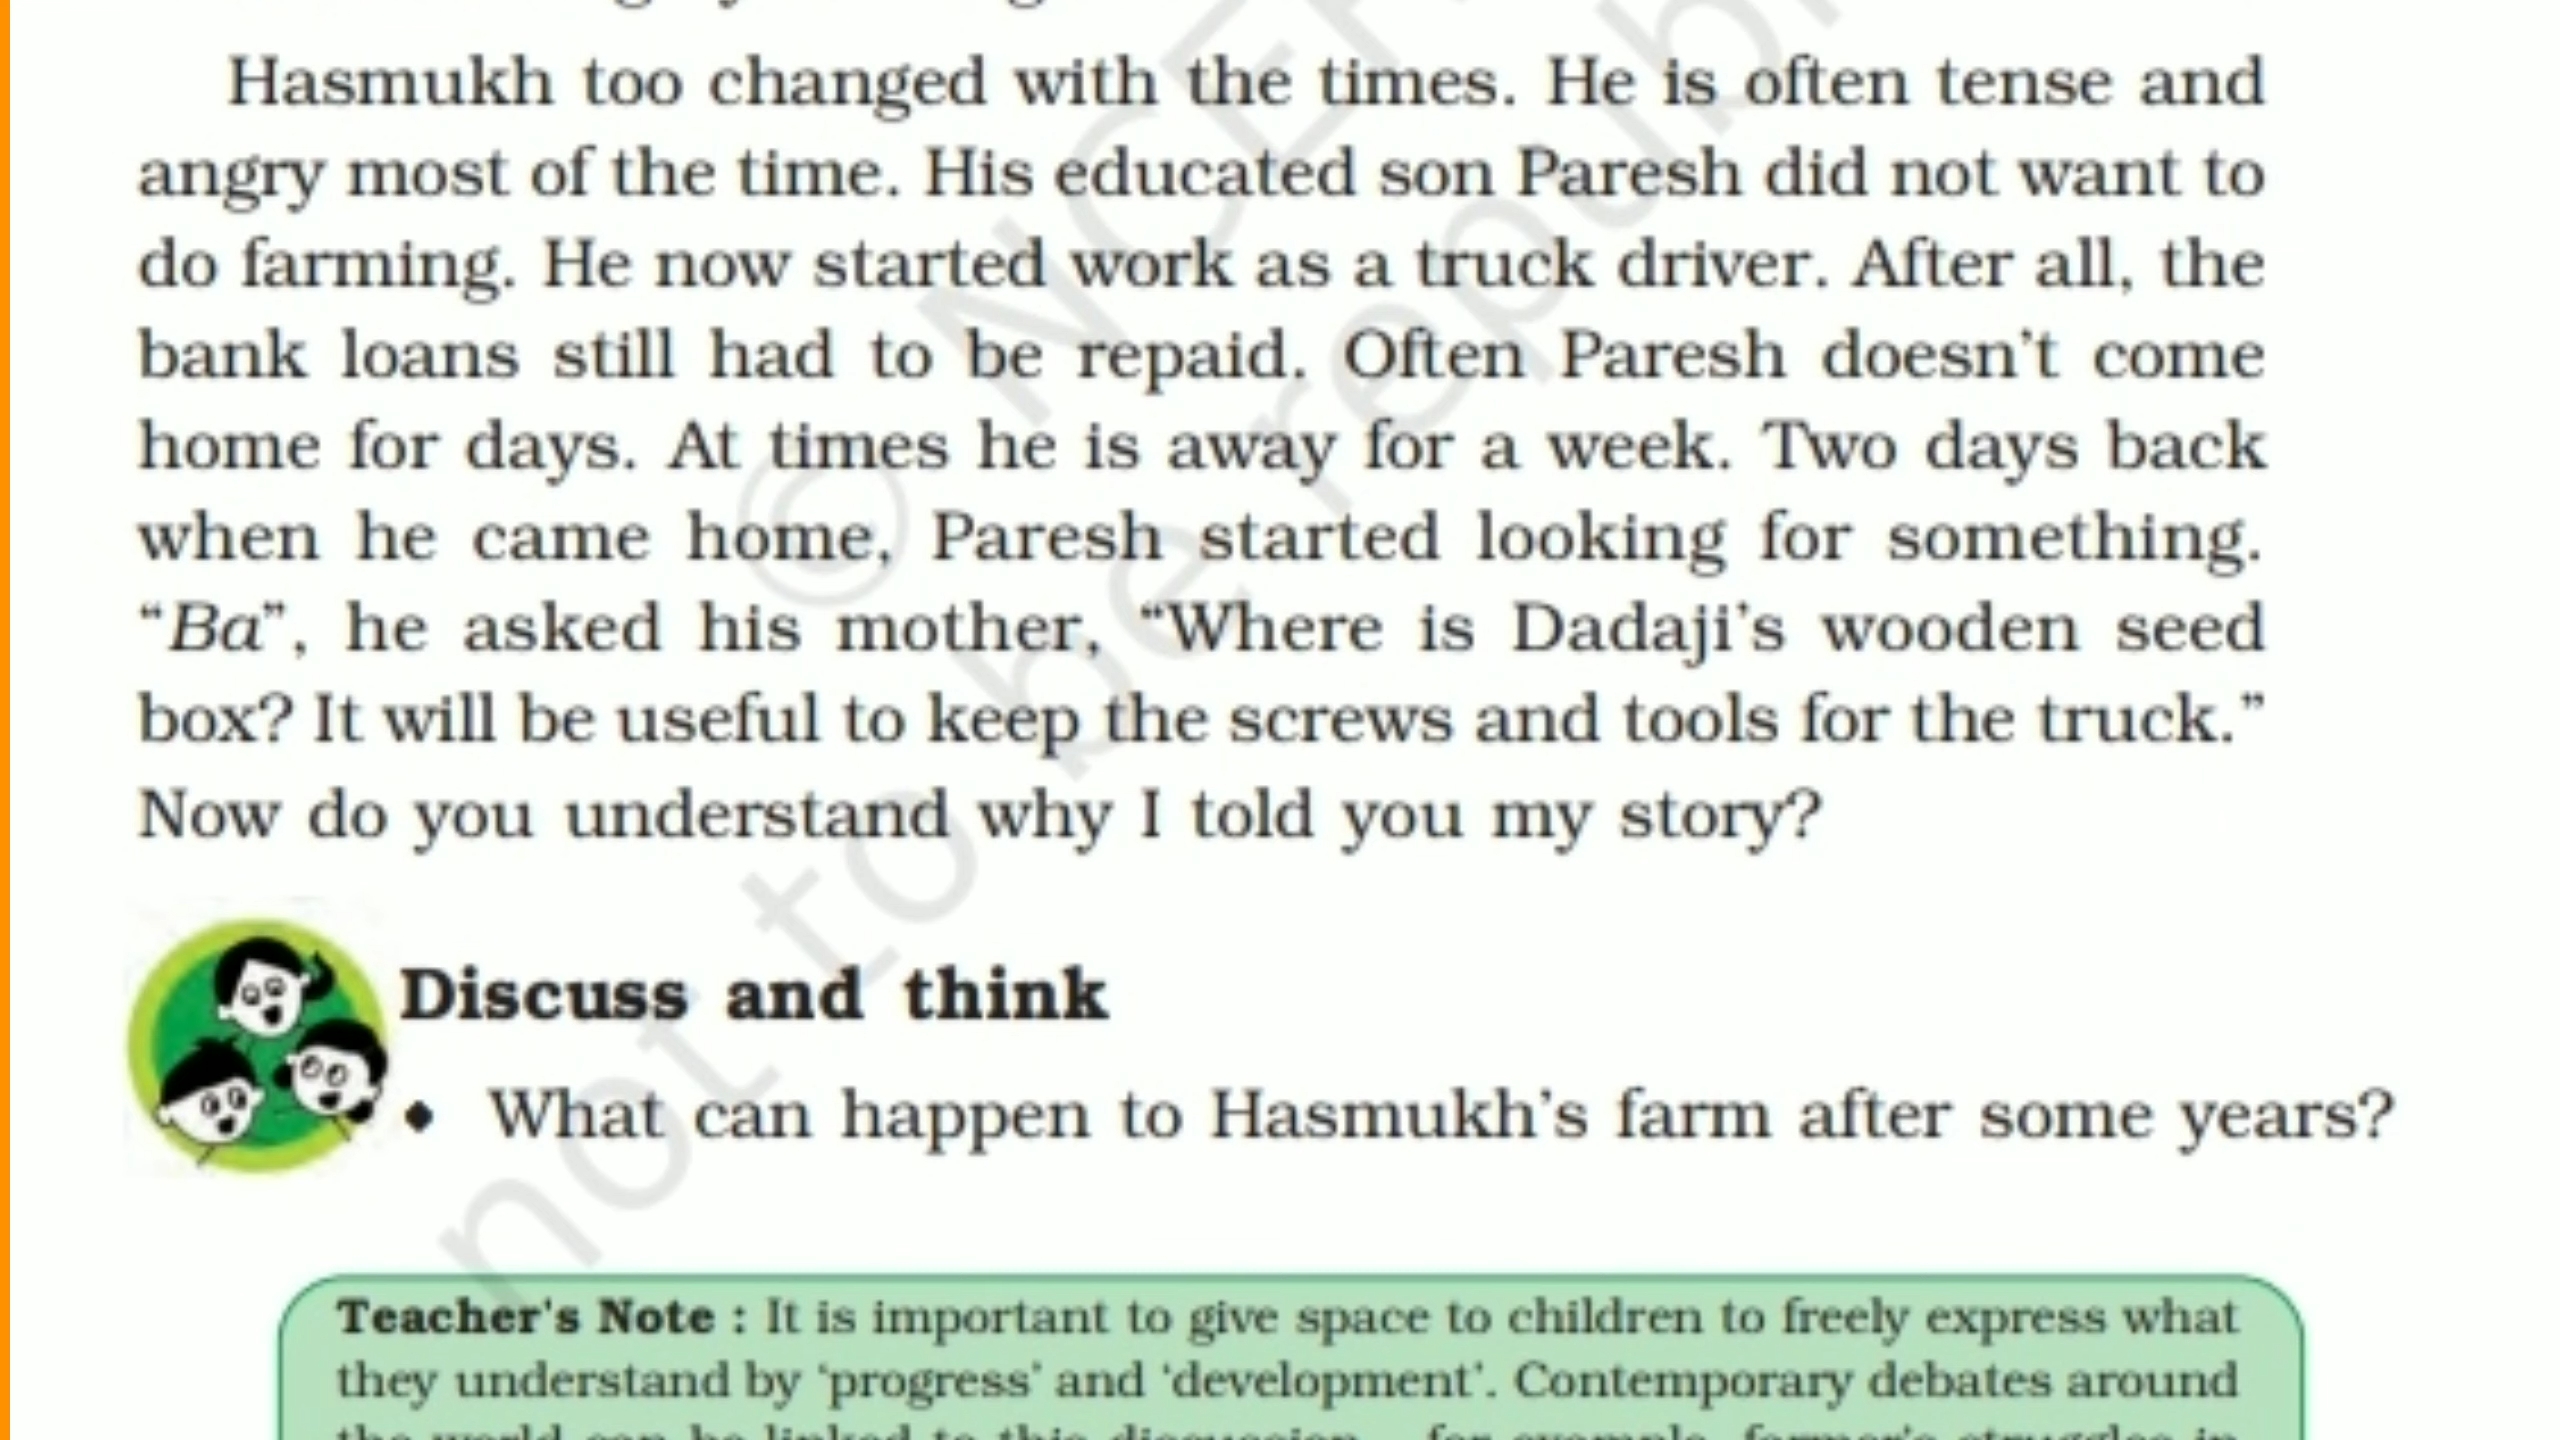 Hasmukh too changed with the times. He is often tense and
angry most of the time. His educated son Paresh did not want to
do farming. He now started work as a truck driver. After all, the
bank loans still had to be repaid. Often Paresh doesn't come
home for days. At times he is away for a week. Two days back
when he came home, Paresh started looking for something.
“Ba”, he asked his mother, “Where is Dadaji's wooden seed
box? It will be useful to keep the screws and tools for the truck.”
Now do you understand why I told you my story?
Discuss and think
♦ What can happen to Hasmukh's farm after some years?
Teacher's Note : It is important to give space to children to freely express what
they understand by ‘progress’ and ‘development’. Contemporary debates around
© NCE
not to be republ